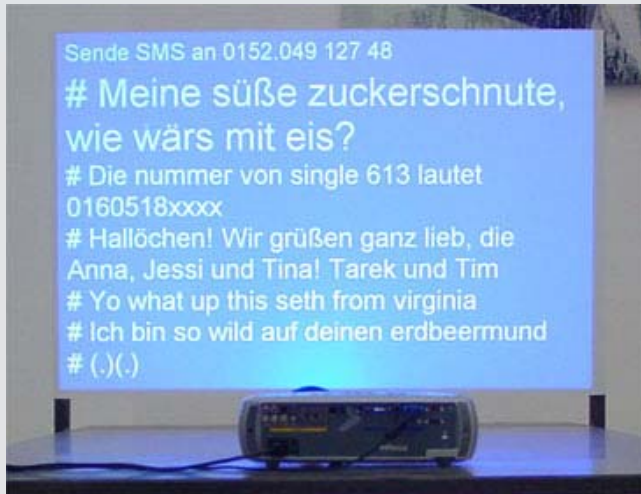 Sende SMS an 0152.049 127 48
# Meine süße zuckerschnute,
wie wärs mit eis?
# Die nummer von single 613 lautet
0160518xxxx
# Hallöchen! Wir grüßen ganz lieb, die
Anna, Jessi und Tina! Tarek und Tim
# Yo what up this seth from virginia
# Ich bin so wild auf deinen erdbeermund
# (.)(.)